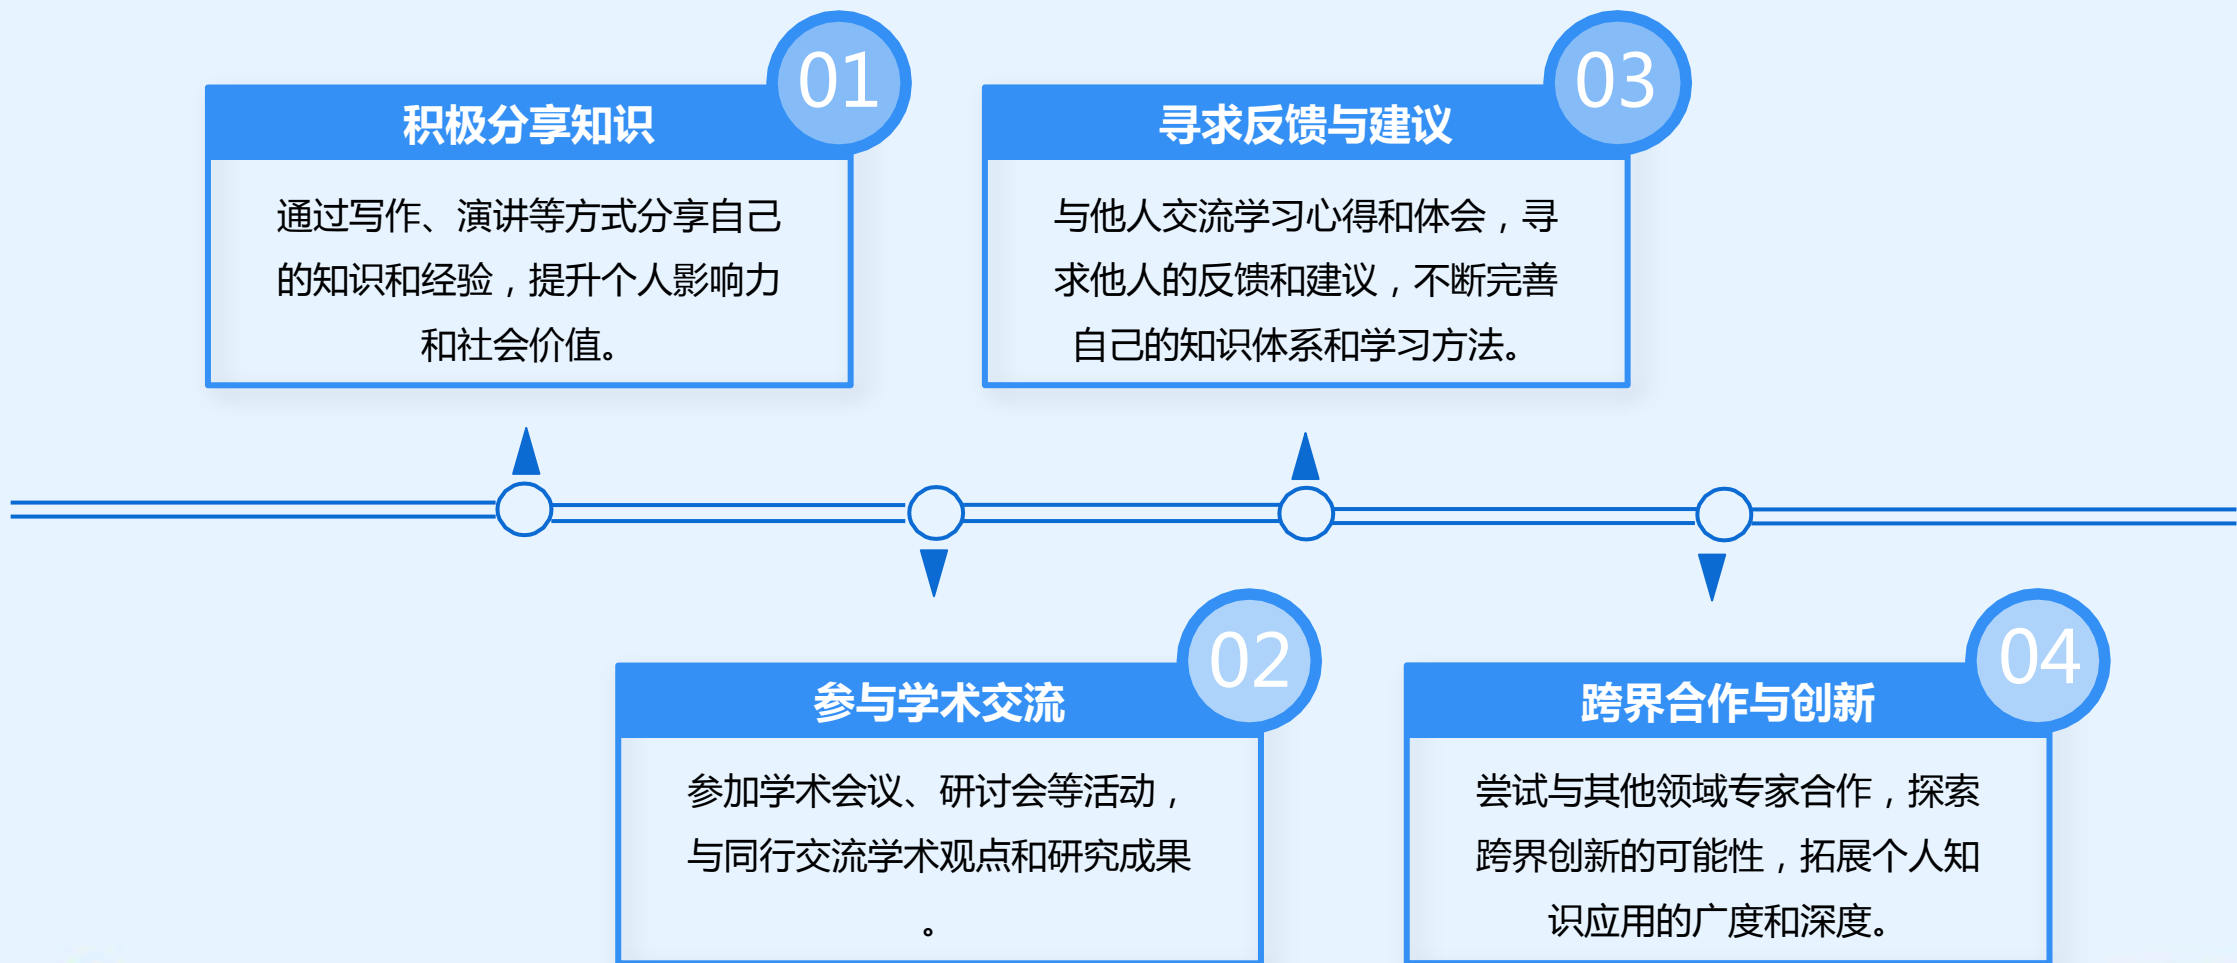 01
积极分享知识
通过写作、演讲等方式分享自己
的知识和经验，提升个人影响力
和社会价值。
02
参与学术交流
参加学术会议、研讨会等活动，
与同行交流学术观点和研究成果
。
03
寻求反馈与建议
与他人交流学习心得和体会，寻
求他人的反馈和建议，不断完善
自己的知识体系和学习方法。
04
跨界合作与创新
尝试与其他领域专家合作，探索
跨界创新的可能性，拓展个人知
识应用的广度和深度。